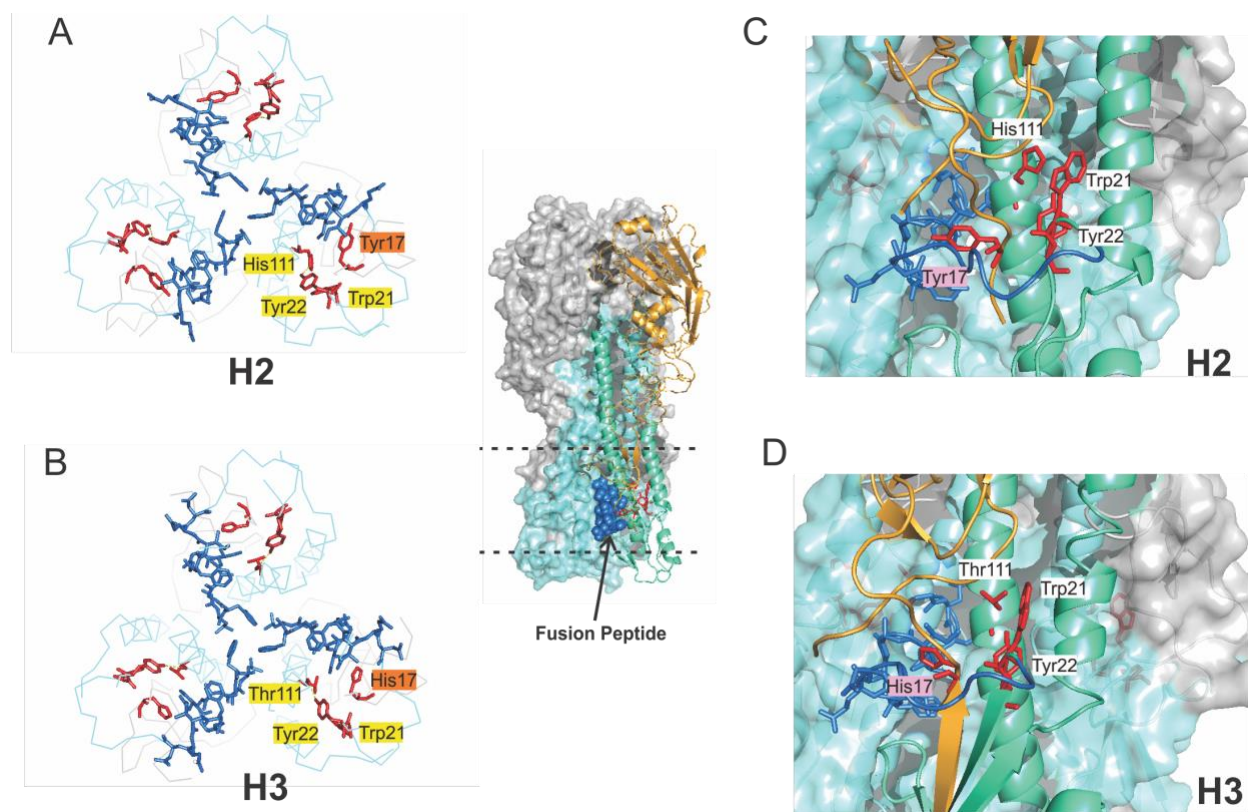 A
Tyr17
His111
Tyr22
Trp21
H2
B
Thr111
His17
Tyr22
Trp21
H3
Fusion Peptide
C
His111
Trp21
Tyr22
Tyr17
H2
D
Thr111
Trp21
Tyr22
His17
H3